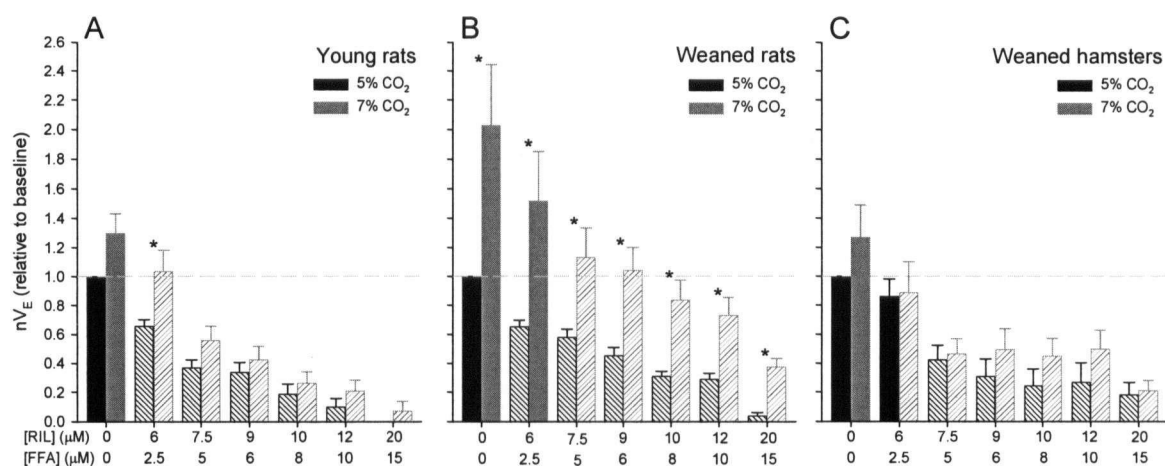 A
B
C
Young rats
Weaned rats
Weaned hamsters
5% CO₂
7% CO₂
5% CO₂
7% CO₂
5% CO₂
7% CO₂
nV_E (relative to baseline)
2.6
2.4
2.2
2.0
1.8
1.6
1.4
1.2
1.0
0.8
0.6
0.4
0.2
0.0
*
* * * * * * *
[RIL] (μM) 0 6 7.5 9 10 12 20 0 6 7.5 9 10 12 20 0 6 7.5 9 10 12 20
[FFA] (μM) 0 2.5 5 6 8 10 15 0 2.5 5 6 8 10 15 0 2.5 5 6 8 10 15